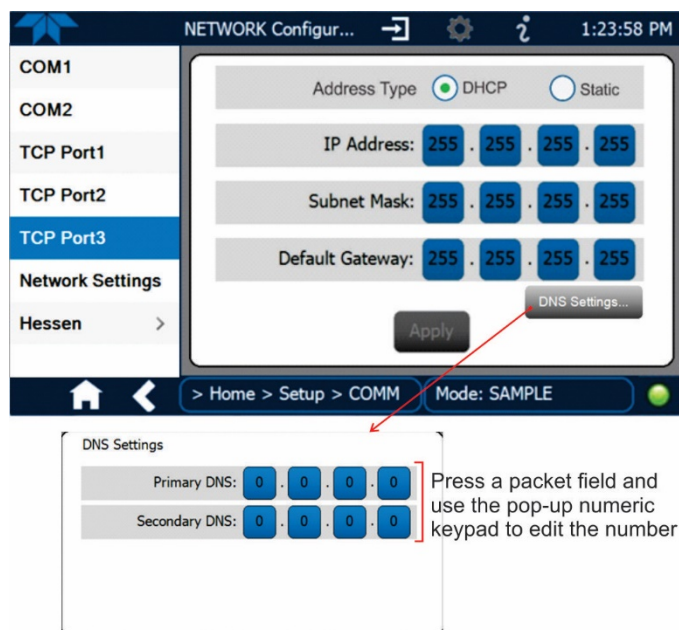 NETWORK Configur... 1:23:58 PM
COM1
COM2
TCP Port1
TCP Port2
TCP Port3
Network Settings
Hessen >
Address Type DHCP Static
IP Address: 255 . 255 . 255 . 255
Subnet Mask: 255 . 255 . 255 . 255
Default Gateway: 255 . 255 . 255 . 255
DNS Settings...
Apply
> Home > Setup > COMM Mode: SAMPLE
DNS Settings
Primary DNS: 0 . 0 . 0 . 0
Secondary DNS: 0 . 0 . 0 . 0
Press a packet field and
use the pop-up numeric
keypad to edit the number